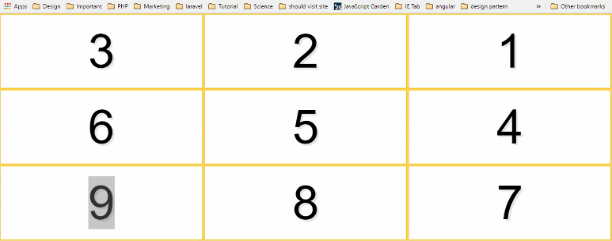 Apps Design Important PHP Marketing laravel Tutorial Science should visit site JavaScript Garden IE Tab angular design pattern » Other bookmarks
3 2 1
6 5 4
9 8 7